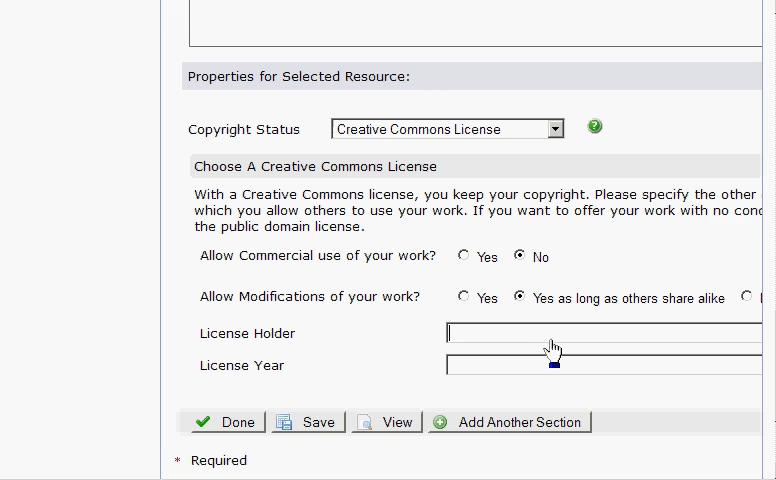 Properties for Selected Resource:
Copyright Status
Creative Commons License
Choose A Creative Commons License
With a Creative Commons license, you keep your copyright. Please specify the other
which you allow others to use your work. If you want to offer your work with no
the public domain license.
Allow Commercial use of your work? Yes No
Allow Modifications of your work? Yes Yes as long as others share alike
License Holder
License Year
Done Save View Add Another Section
* Required